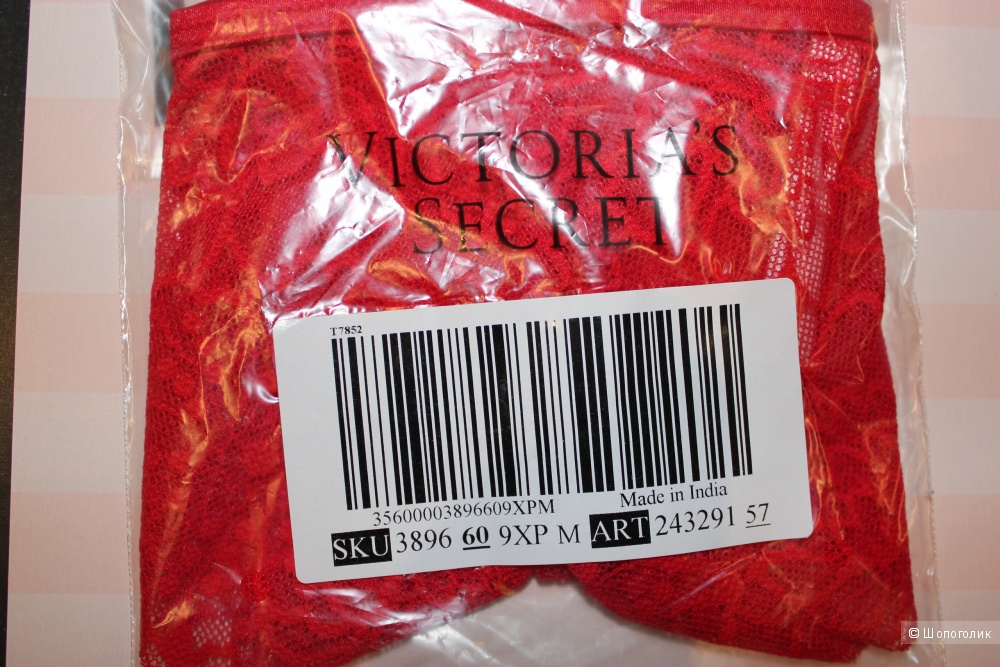 VICTORIA'S
SECRET
T7852
35600003896609XPM
Made in India
SKU 3896 60 9XP M ART 243291 57
© Шопоголик